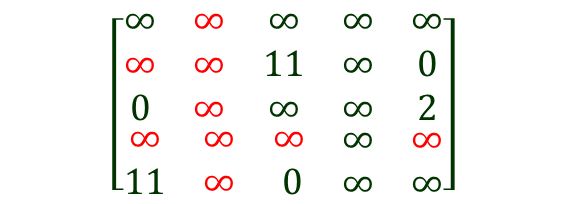 ∞ ∞ ∞ ∞ ∞
∞ ∞ 11 ∞ 0
0 ∞ ∞ ∞ 2
∞ ∞ ∞ ∞ ∞
11 ∞ 0 ∞ ∞